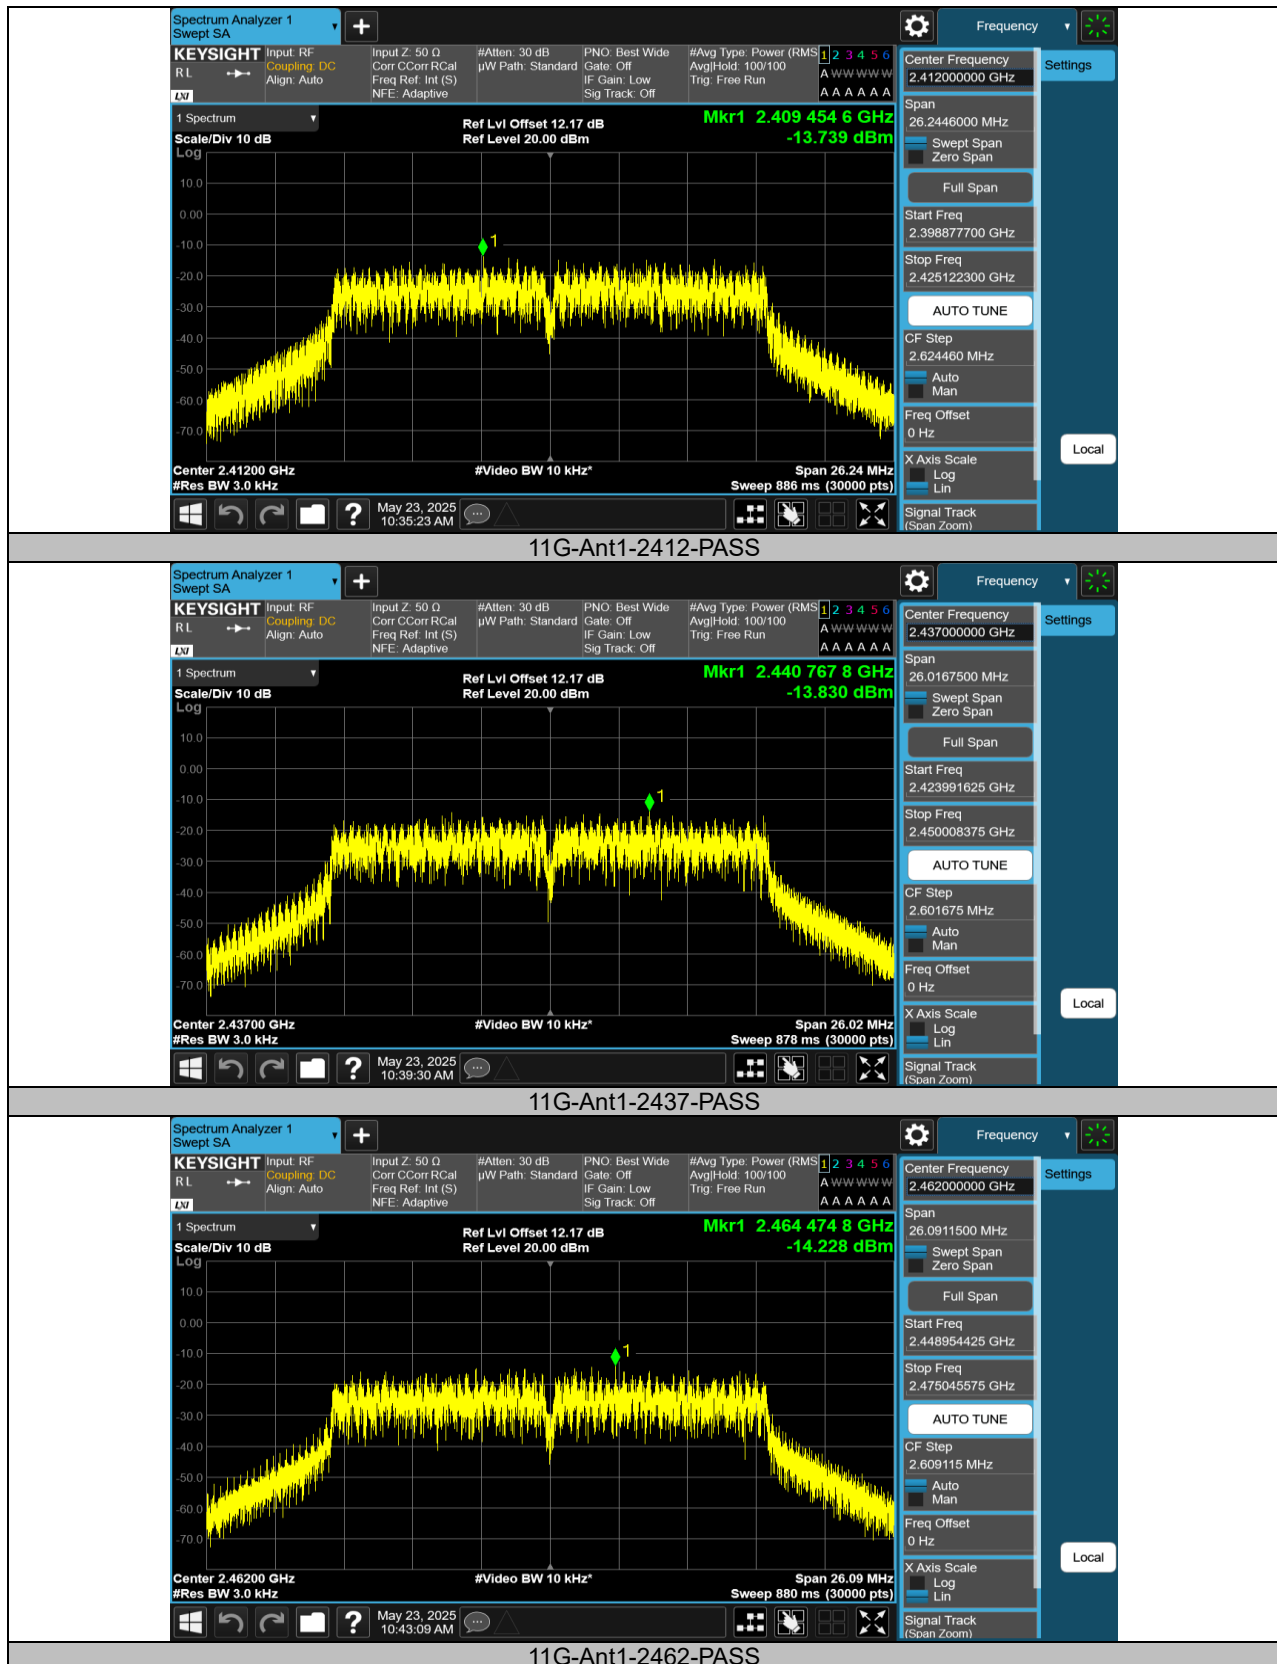 Spectrum Analyzer 1
Swept SA
Frequency
KEYSIGHT
RL
LXI
Input: RF
Coupling: DC
Align: Auto
Input Z: 50 Ω
Corr CCorr RCal
Freq Ref: Int (S)
NFE: Adaptive
#Atten: 30 dB
µW Path: Standard
PNO: Best Wide
Gate: Off
IF Gain: Low
Sig Track: Off
#Avg Type: Power (RMS
Avg|Hold: 100/100
Trig: Free Run
1 2 3 4 5 6
A W W W W W
A A A A A A
1 Spectrum
Scale/Div 10 dB
Ref Lvl Offset 12.17 dB
Ref Level 20.00 dBm
Mkr1 2.409 454 6 GHz
-13.739 dBm
Log
10.0
0.00
-10.0
-20.0
-30.0
-40.0
-50.0
-60.0
-70.0
1
Center 2.41200 GHz
#Res BW 3.0 kHz
#Video BW 10 kHz*
Span 26.24 MHz
Sweep 886 ms (30000 pts)
May 23, 2025
10:35:23 AM
Center Frequency
2.412000000 GHz
Span
26.2446000 MHz
Swept Span
Zero Span
Full Span
Start Freq
2.398877700 GHz
Stop Freq
2.425122300 GHz
AUTO TUNE
CF Step
2.624460 MHz
Auto
Man
Freq Offset
0 Hz
X Axis Scale
Log
Lin
Signal Track
(Span Zoom)
Settings
Local
11G-Ant1-2412-PASS
Spectrum Analyzer 1
Swept SA
Frequency
KEYSIGHT
RL
LXI
Input: RF
Coupling: DC
Align: Auto
Input Z: 50 Ω
Corr CCorr RCal
Freq Ref: Int (S)
NFE: Adaptive
#Atten: 30 dB
µW Path: Standard
PNO: Best Wide
Gate: Off
IF Gain: Low
Sig Track: Off
#Avg Type: Power (RMS
Avg|Hold: 100/100
Trig: Free Run
1 2 3 4 5 6
A W W W W W
A A A A A A
1 Spectrum
Scale/Div 10 dB
Ref Lvl Offset 12.17 dB
Ref Level 20.00 dBm
Mkr1 2.440 767 8 GHz
-13.830 dBm
Log
10.0
0.00
-10.0
-20.0
-30.0
-40.0
-50.0
-60.0
-70.0
1
Center 2.43700 GHz
#Res BW 3.0 kHz
#Video BW 10 kHz*
Span 26.02 MHz
Sweep 878 ms (30000 pts)
May 23, 2025
10:39:30 AM
Center Frequency
2.437000000 GHz
Span
26.0167500 MHz
Swept Span
Zero Span
Full Span
Start Freq
2.423991625 GHz
Stop Freq
2.450008375 GHz
AUTO TUNE
CF Step
2.601675 MHz
Auto
Man
Freq Offset
0 Hz
X Axis Scale
Log
Lin
Signal Track
(Span Zoom)
Settings
Local
11G-Ant1-2437-PASS
Spectrum Analyzer 1
Swept SA
Frequency
KEYSIGHT
RL
LXI
Input: RF
Coupling: DC
Align: Auto
Input Z: 50 Ω
Corr CCorr RCal
Freq Ref: Int (S)
NFE: Adaptive
#Atten: 30 dB
µW Path: Standard
PNO: Best Wide
Gate: Off
IF Gain: Low
Sig Track: Off
#Avg Type: Power (RMS
Avg|Hold: 100/100
Trig: Free Run
1 2 3 4 5 6
A W W W W W
A A A A A A
1 Spectrum
Scale/Div 10 dB
Ref Lvl Offset 12.17 dB
Ref Level 20.00 dBm
Mkr1 2.464 474 8 GHz
-14.228 dBm
Log
10.0
0.00
-10.0
-20.0
-30.0
-40.0
-50.0
-60.0
-70.0
1
Center 2.46200 GHz
#Res BW 3.0 kHz
#Video BW 10 kHz*
Span 26.09 MHz
Sweep 880 ms (30000 pts)
May 23, 2025
10:43:09 AM
Center Frequency
2.462000000 GHz
Span
26.0911500 MHz
Swept Span
Zero Span
Full Span
Start Freq
2.448954425 GHz
Stop Freq
2.475045575 GHz
AUTO TUNE
CF Step
2.609115 MHz
Auto
Man
Freq Offset
0 Hz
X Axis Scale
Log
Lin
Signal Track
(Span Zoom)
Settings
Local
11G-Ant1-2462-PASS